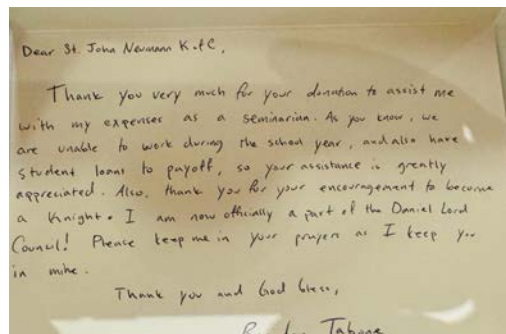 Dear St. John Neumann K of C,
Thank you very much for your donation to assist me
with my expenses as a seminarian. As you know, we
are unable to work during the school year, and also have
student loans to payoff, so your assistance is greatly
appreciated. Also, thank you for your encouragement to become
a Knight. I am now officially a part of the Daniel Lord
Council! Please keep me in your prayers as I keep you
in mine.
Thank you and God bless,
Tabone